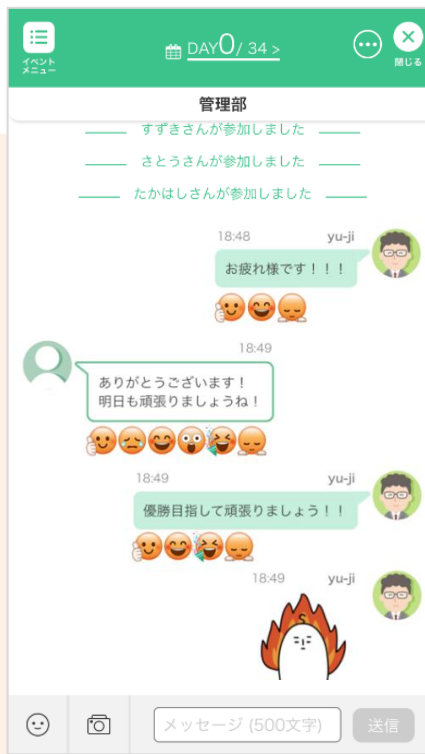 イベント
メニュー
DAY0/ 34 >
閉じる
管理部
すずきさんが参加しました
さとうさんが参加しました
たかはしさんが参加しました
18:48 yu-ji
お疲れ様です！！！
18:49
ありがとうございます！
明日も頑張りましょうね！
18:49 yu-ji
優勝目指して頑張りましょう！！
18:49 yu-ji
S
メッセージ (500文字)
送信